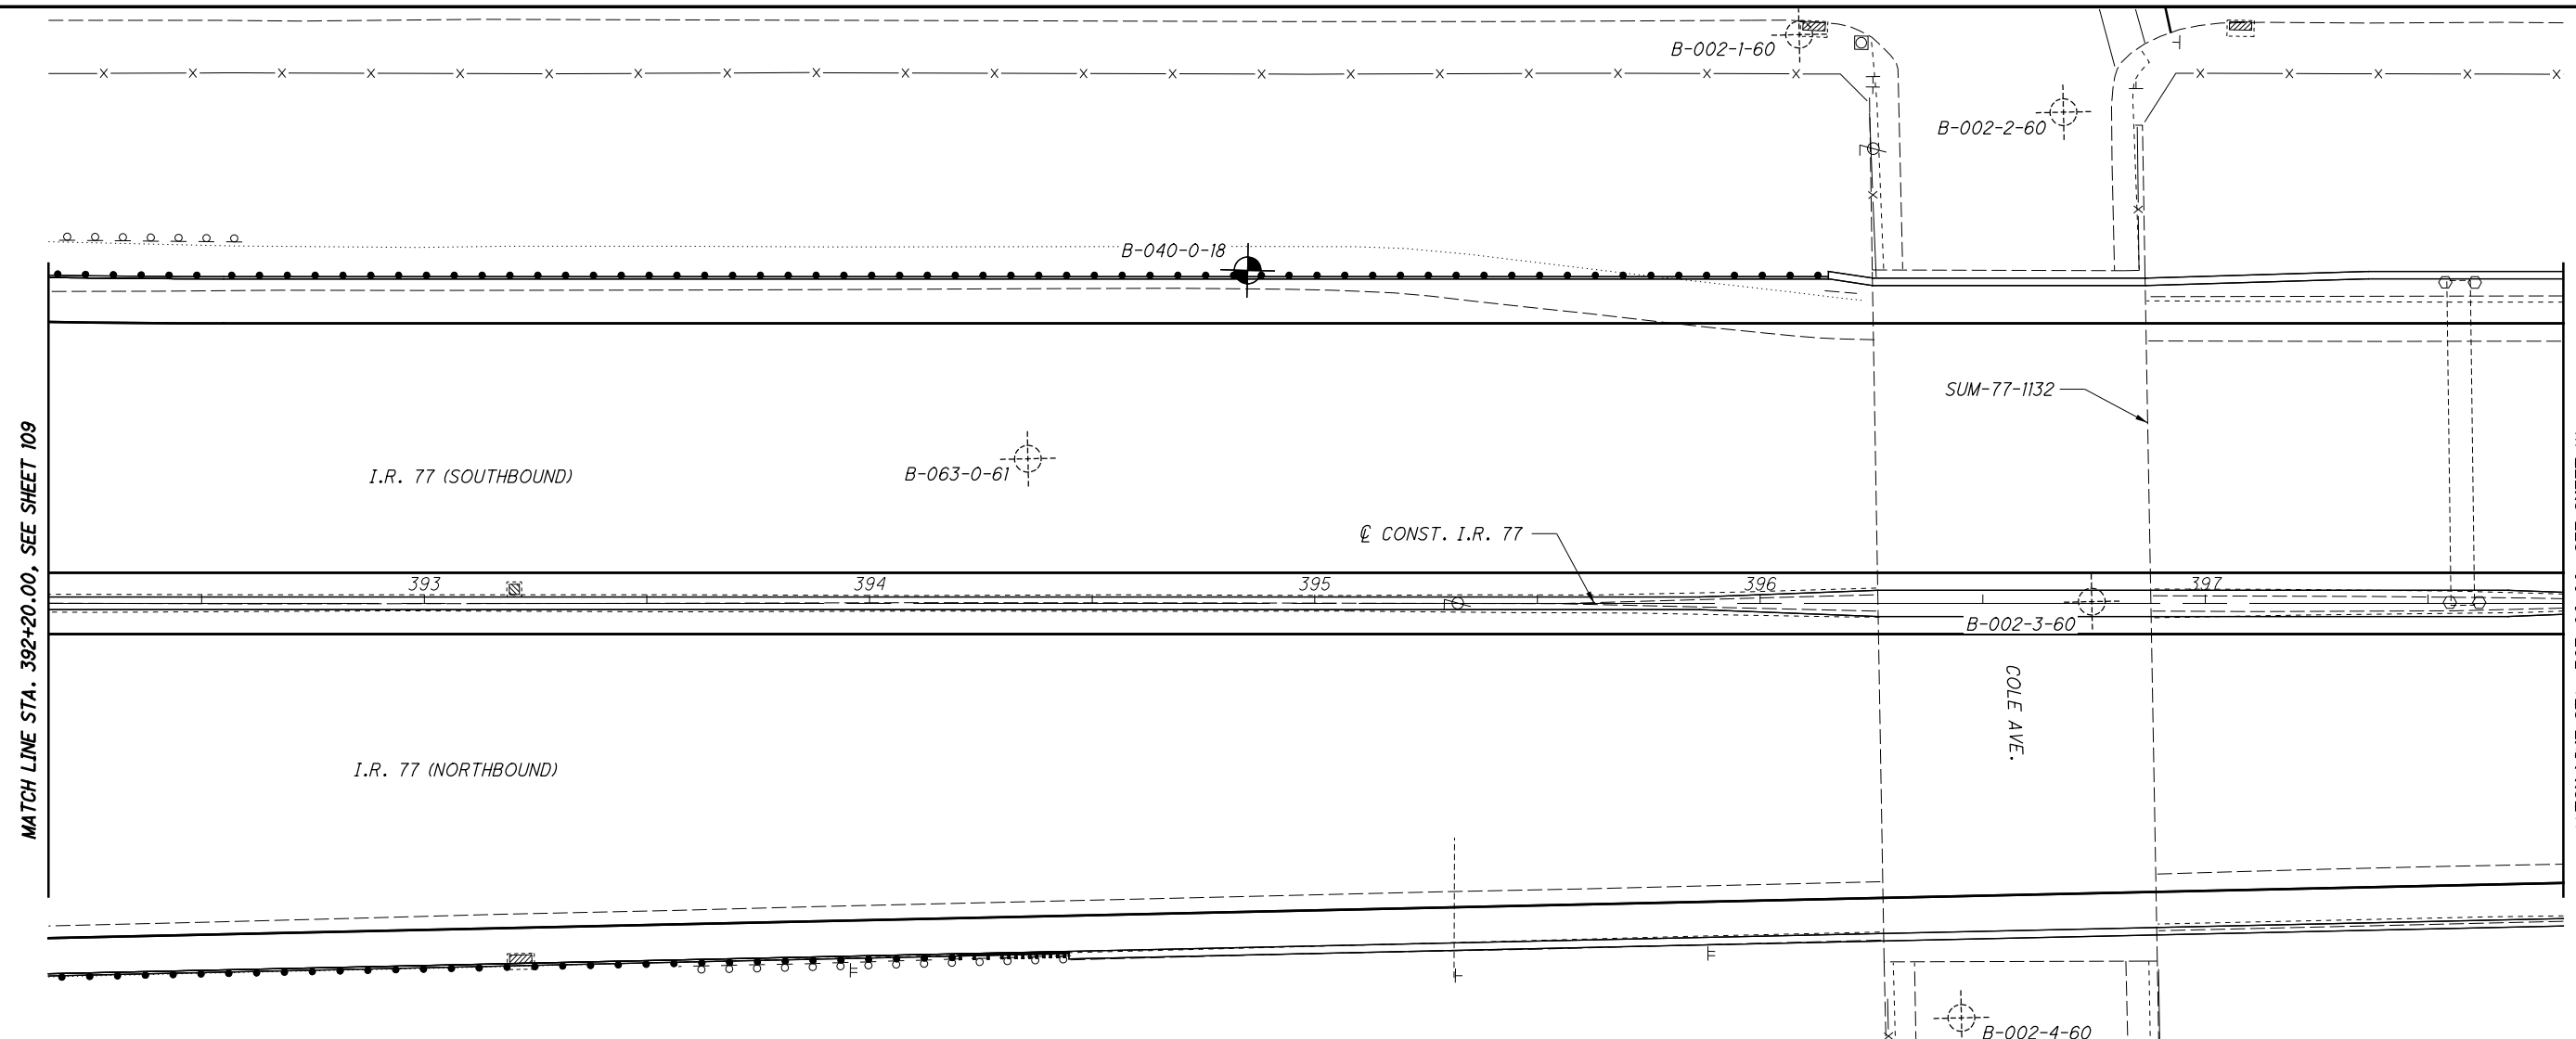 B-002-1-60
B-002-2-60
B-040-0-18
SUM-77-1132
MATCH LINE STA. 392+20.00, SEE SHEET 109
I.R. 77 (SOUTHBOUND)
B-063-0-61
℄ CONST. I.R. 77
393
394
395
396
397
B-002-3-60
COLE AVE.
I.R. 77 (NORTHBOUND)
B-002-4-60